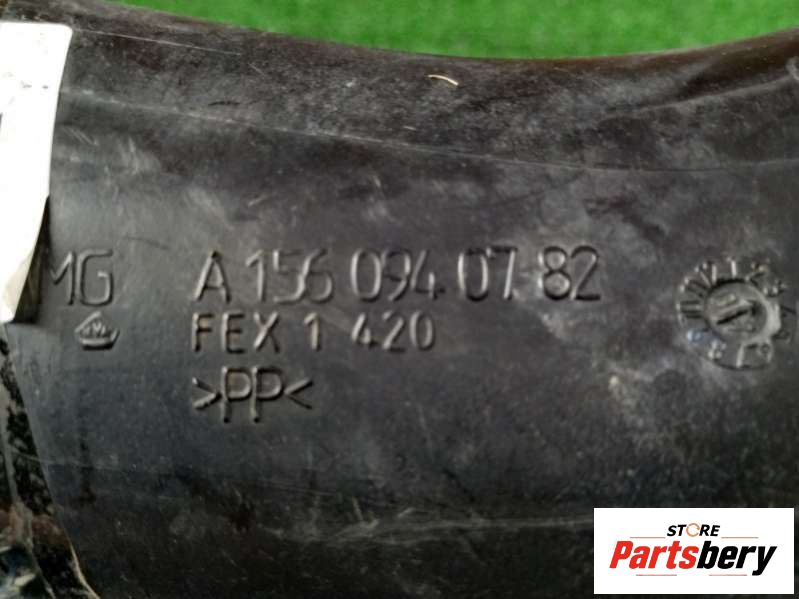 MG A 156 094 07 82
FEX 1 420
>PP<
STORE
Partsbery